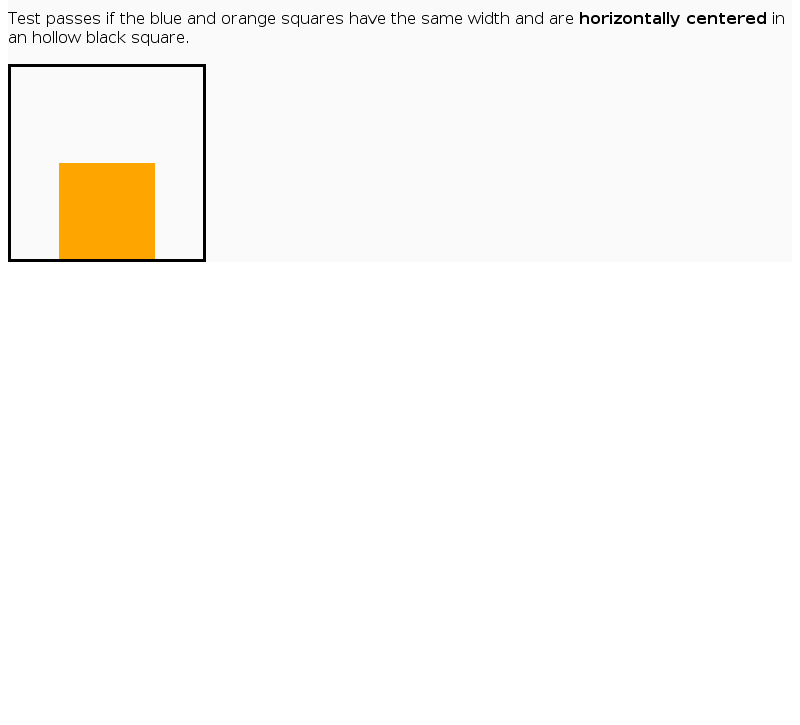 Test passes if the blue and orange squares have the same width and are horizontally centered in
an hollow black square.